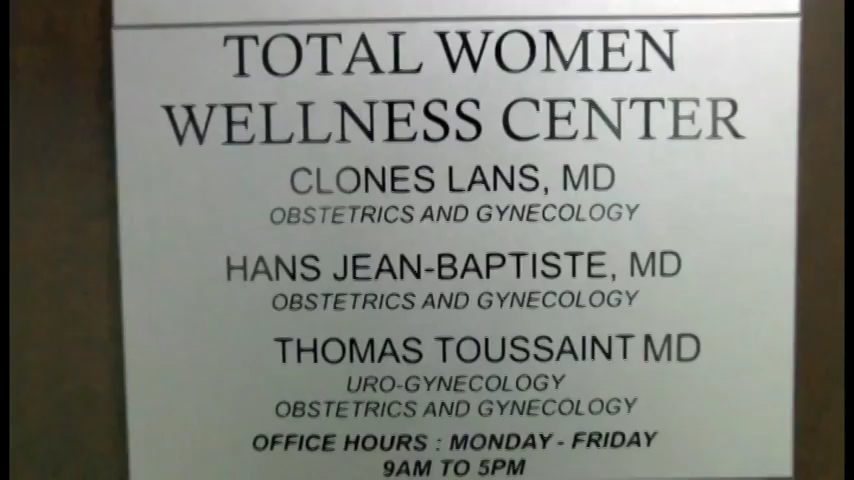 TOTAL WOMEN
WELLNESS CENTER
CLONES LANS, MD
OBSTETRICS AND GYNECOLOGY
HANS JEAN-BAPTISTE, MD
OBSTETRICS AND GYNECOLOGY
THOMAS TOUSSAINT MD
URO-GYNECOLOGY
OBSTETRICS AND GYNECOLOGY
OFFICE HOURS : MONDAY - FRIDAY
9AM TO 5PM